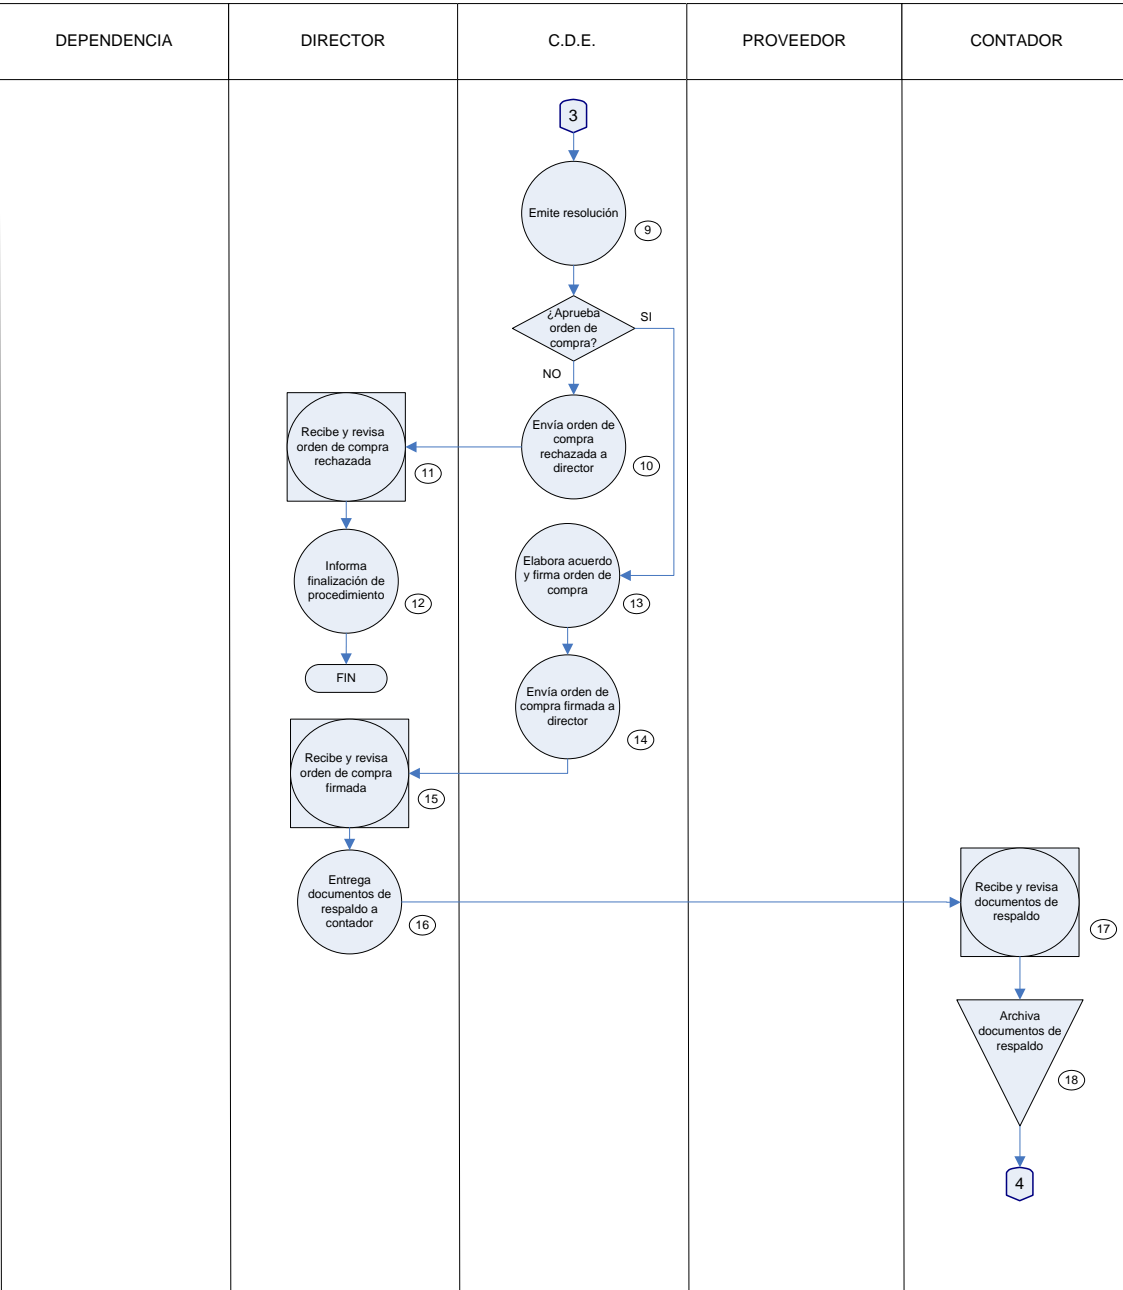 DEPENDENCIA
DIRECTOR
C.D.E.
PROVEEDOR
CONTADOR
3
Emite resolución
9
¿Aprueba
orden de
compra?
SI
NO
Envía orden de
compra
rechazada a
director
10
Recibe y revisa
orden de compra
rechazada
11
Informa
finalización de
procedimiento
12
FIN
Elabora acuerdo
y firma orden de
compra
13
Envía orden de
compra firmada a
director
14
Recibe y revisa
orden de compra
firmada
15
Entrega
documentos de
respaldo a
contador
16
Recibe y revisa
documentos de
respaldo
17
Archiva
documentos de
respaldo
18
4